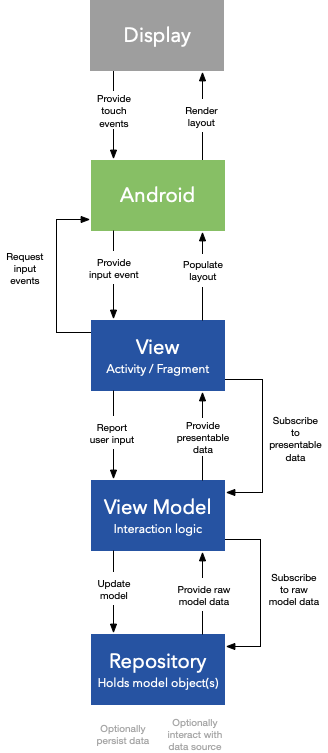 Display
Provide
touch
events
Render
layout
Android
Request
input
events
Provide
input event
Populate
layout
View
Activity / Fragment
Report
user input
Provide
presentable
data
Subscribe
to
presentable
data
View Model
Interaction logic
Update
model
Provide raw
model data
Subscribe
to raw
model data
Repository
Holds model object(s)
Optionally
persist data
Optionally
interact with
data source